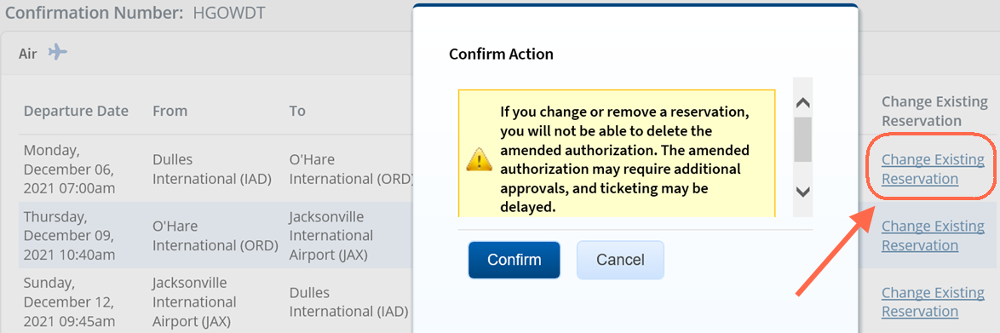 Confirmation Number: HGOWDT
Air
Departure Date
From
To
Change Existing
Reservation
Monday,
December 06,
2021 07:00am
Dulles
International (IAD)
O'Hare
International (ORD)
Change Existing
Reservation
Thursday,
December 09,
2021 10:40am
O'Hare
International (ORD)
Jacksonville
International
Airport (JAX)
Change Existing
Reservation
Sunday,
December 12,
2021 09:45am
Jacksonville
International
Airport (JAX)
Dulles
International (IAD)
Change Existing
Reservation
Confirm Action
If you change or remove a reservation,
you will not be able to delete the
amended authorization. The amended
authorization may require additional
approvals, and ticketing may be
delayed.
Confirm
Cancel